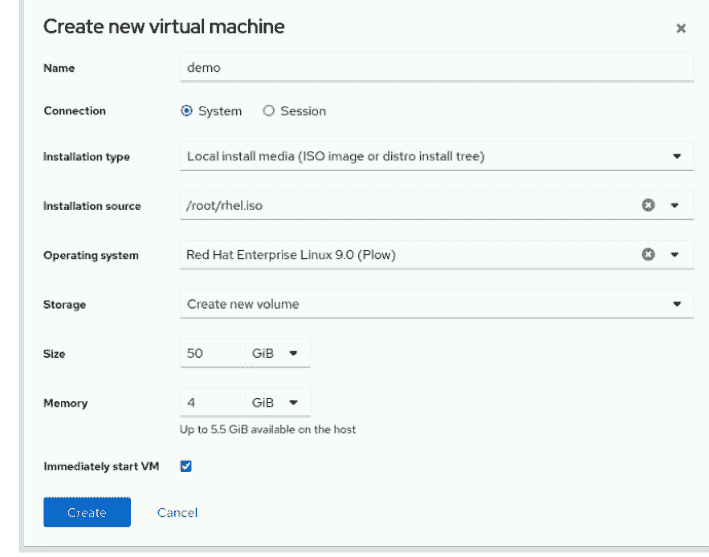 Create new virtual machine ×
Name demo
Connection System Session
Installation type Local install media (ISO image or distro install tree)
Installation source /root/rhel.iso
Operating system Red Hat Enterprise Linux 9.0 (Plow)
Storage Create new volume
Size 50 GiB
Memory 4 GiB
Up to 5.5 GiB available on the host
Immediately start VM
Create Cancel